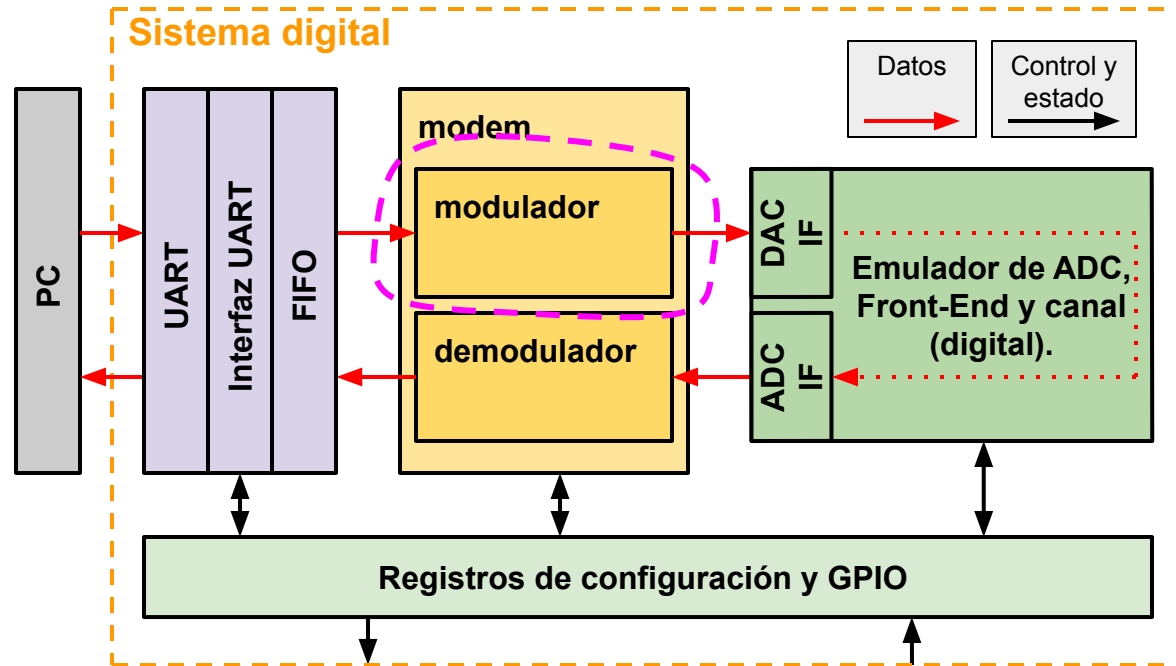 Sistema digital
Datos
Control y
estado
PC
UART
Interfaz UART
FIFO
modem
modulador
demodulador
DAC
IF
ADC
IF
Emulador de ADC,
Front-End y canal
(digital).
Registros de configuración y GPIO